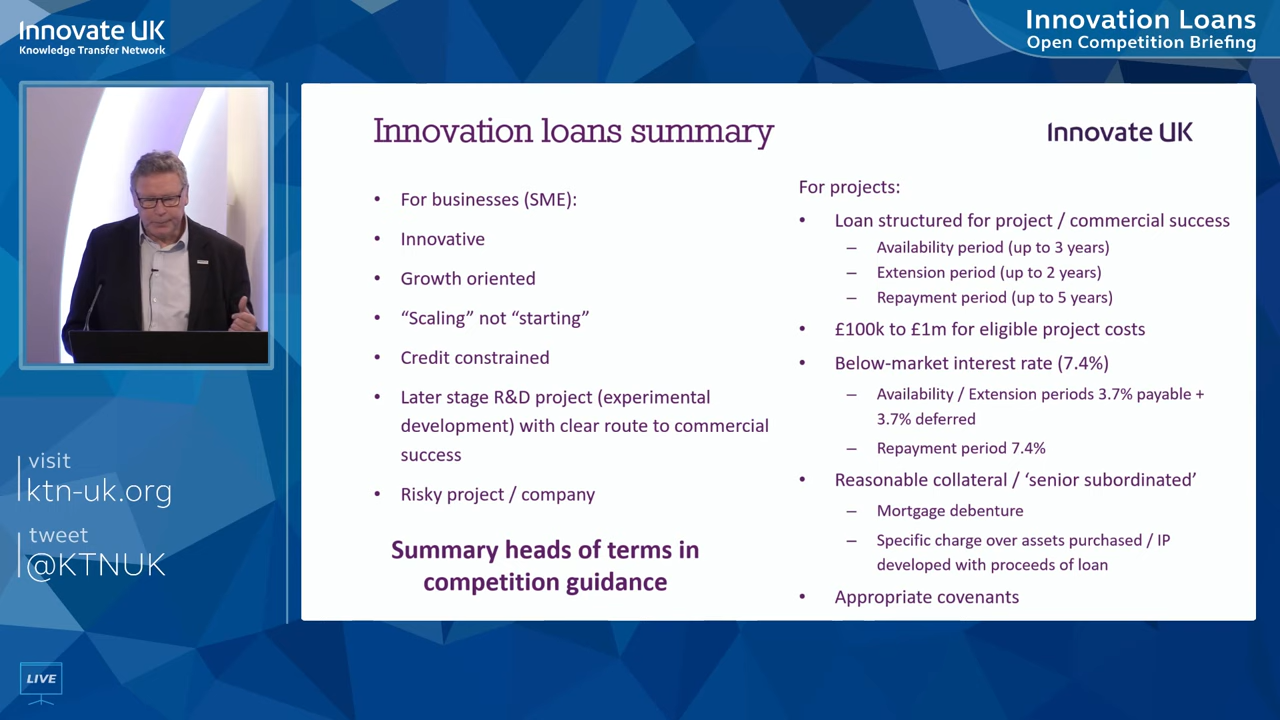 Innovate UK
Knowledge Transfer Network
Innovation Loans
Open Competition Briefing
Innovation loans summary
Innovate UK
• For businesses (SME):
• Innovative
• Growth oriented
• “Scaling” not “starting”
• Credit constrained
• Later stage R&D project (experimental
development) with clear route to commercial
success
• Risky project / company
Summary heads of terms in
competition guidance
For projects:
• Loan structured for project / commercial success
– Availability period (up to 3 years)
– Extension period (up to 2 years)
– Repayment period (up to 5 years)
• £100k to £1m for eligible project costs
• Below-market interest rate (7.4%)
– Availability / Extension periods 3.7% payable +
3.7% deferred
– Repayment period 7.4%
• Reasonable collateral / ‘senior subordinated’
– Mortgage debenture
– Specific charge over assets purchased / IP
developed with proceeds of loan
• Appropriate covenants
visit
ktn-uk.org
tweet
@KTNUK
LIVE